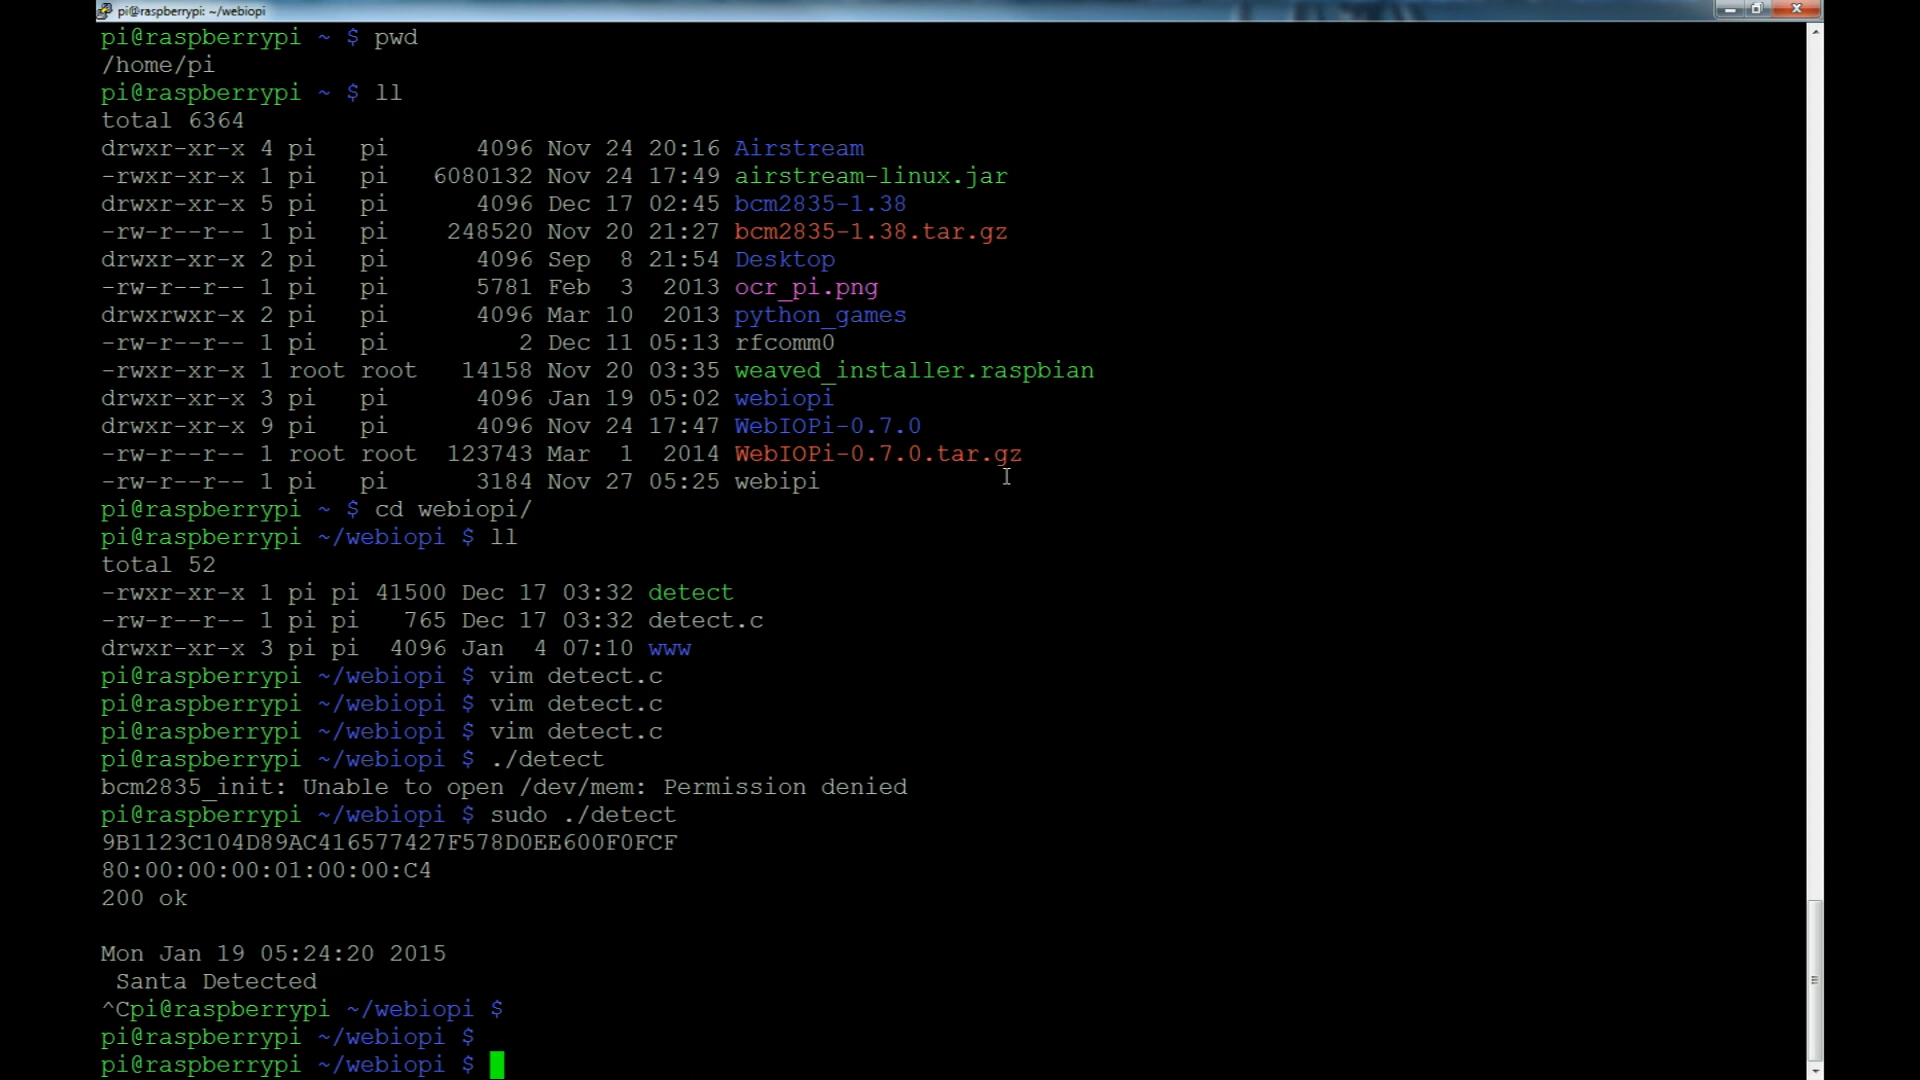 pi@raspberrypi: ~/webiopi
pi@raspberrypi ~ $ pwd
/home/pi
pi@raspberrypi ~ $ ll
total 6364
drwxr-xr-x 4 pi   pi      4096 Nov 24 20:16 Airstream
-rwxr-xr-x 1 pi   pi   6080132 Nov 24 17:49 airstream-linux.jar
drwxr-xr-x 5 pi   pi      4096 Dec 17 02:45 bcm2835-1.38
-rw-r--r-- 1 pi   pi    248520 Nov 20 21:27 bcm2835-1.38.tar.gz
drwxr-xr-x 2 pi   pi      4096 Sep  8 21:54 Desktop
-rw-r--r-- 1 pi   pi      5781 Feb  3  2013 ocr_pi.png
drwxrwxr-x 2 pi   pi      4096 Mar 10  2013 python_games
-rw-r--r-- 1 pi   pi         2 Dec 11 05:13 rfcomm0
-rwxr-xr-x 1 root root   14158 Nov 20 03:35 weaved_installer.raspbian
drwxr-xr-x 3 pi   pi      4096 Jan 19 05:02 webiopi
drwxr-xr-x 9 pi   pi      4096 Nov 24 17:47 WebIOPi-0.7.0
-rw-r--r-- 1 root root  123743 Mar  1  2014 WebIOPi-0.7.0.tar.gz
-rw-r--r-- 1 pi   pi      3184 Nov 27 05:25 webipi
pi@raspberrypi ~ $ cd webiopi/
pi@raspberrypi ~/webiopi $ ll
total 52
-rwxr-xr-x 1 pi pi 41500 Dec 17 03:32 detect
-rw-r--r-- 1 pi pi   765 Dec 17 03:32 detect.c
drwxr-xr-x 3 pi pi  4096 Jan  4 07:10 www
pi@raspberrypi ~/webiopi $ vim detect.c
pi@raspberrypi ~/webiopi $ vim detect.c
pi@raspberrypi ~/webiopi $ vim detect.c
pi@raspberrypi ~/webiopi $ ./detect
bcm2835_init: Unable to open /dev/mem: Permission denied
pi@raspberrypi ~/webiopi $ sudo ./detect
9B1123C104D89AC416577427F578D0EE600F0FCF
80:00:00:00:01:00:00:C4
200 ok
Mon Jan 19 05:24:20 2015
 Santa Detected
^Cpi@raspberrypi ~/webiopi $
pi@raspberrypi ~/webiopi $
pi@raspberrypi ~/webiopi $